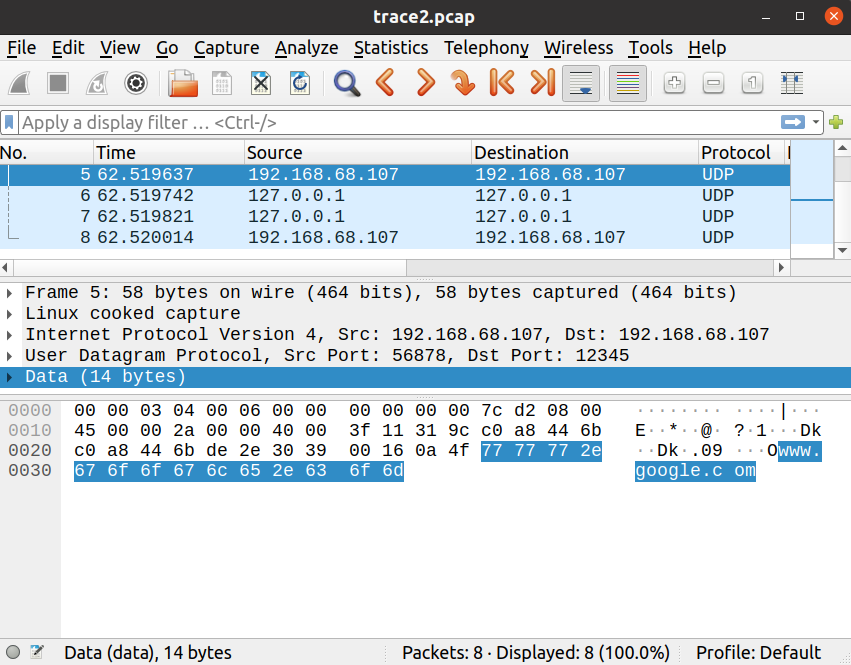 trace2.pcap
File Edit View Go Capture Analyze Statistics Telephony Wireless Tools Help
Apply a display filter … <Ctrl-/>
No. Time Source Destination Protocol
5 62.519637 192.168.68.107 192.168.68.107 UDP
6 62.519742 127.0.0.1 127.0.0.1 UDP
7 62.519821 127.0.0.1 127.0.0.1 UDP
8 62.520014 192.168.68.107 192.168.68.107 UDP
Frame 5: 58 bytes on wire (464 bits), 58 bytes captured (464 bits)
Linux cooked capture
Internet Protocol Version 4, Src: 192.168.68.107, Dst: 192.168.68.107
User Datagram Protocol, Src Port: 56878, Dst Port: 12345
Data (14 bytes)
0000 00 00 03 04 00 06 00 00 00 00 00 00 7c d2 08 00 ········ ····|···
0010 45 00 00 2a 00 00 40 00 3f 11 31 9c c0 a8 44 6b E··*··@· ?·1···Dk
0020 c0 a8 44 6b de 2e 30 39 00 16 0a 4f 77 77 77 2e ··Dk·.09 ···Owww.
0030 67 6f 6f 67 6c 65 2e 63 6f 6d google.c om
Data (data), 14 bytes Packets: 8 · Displayed: 8 (100.0%) Profile: Default